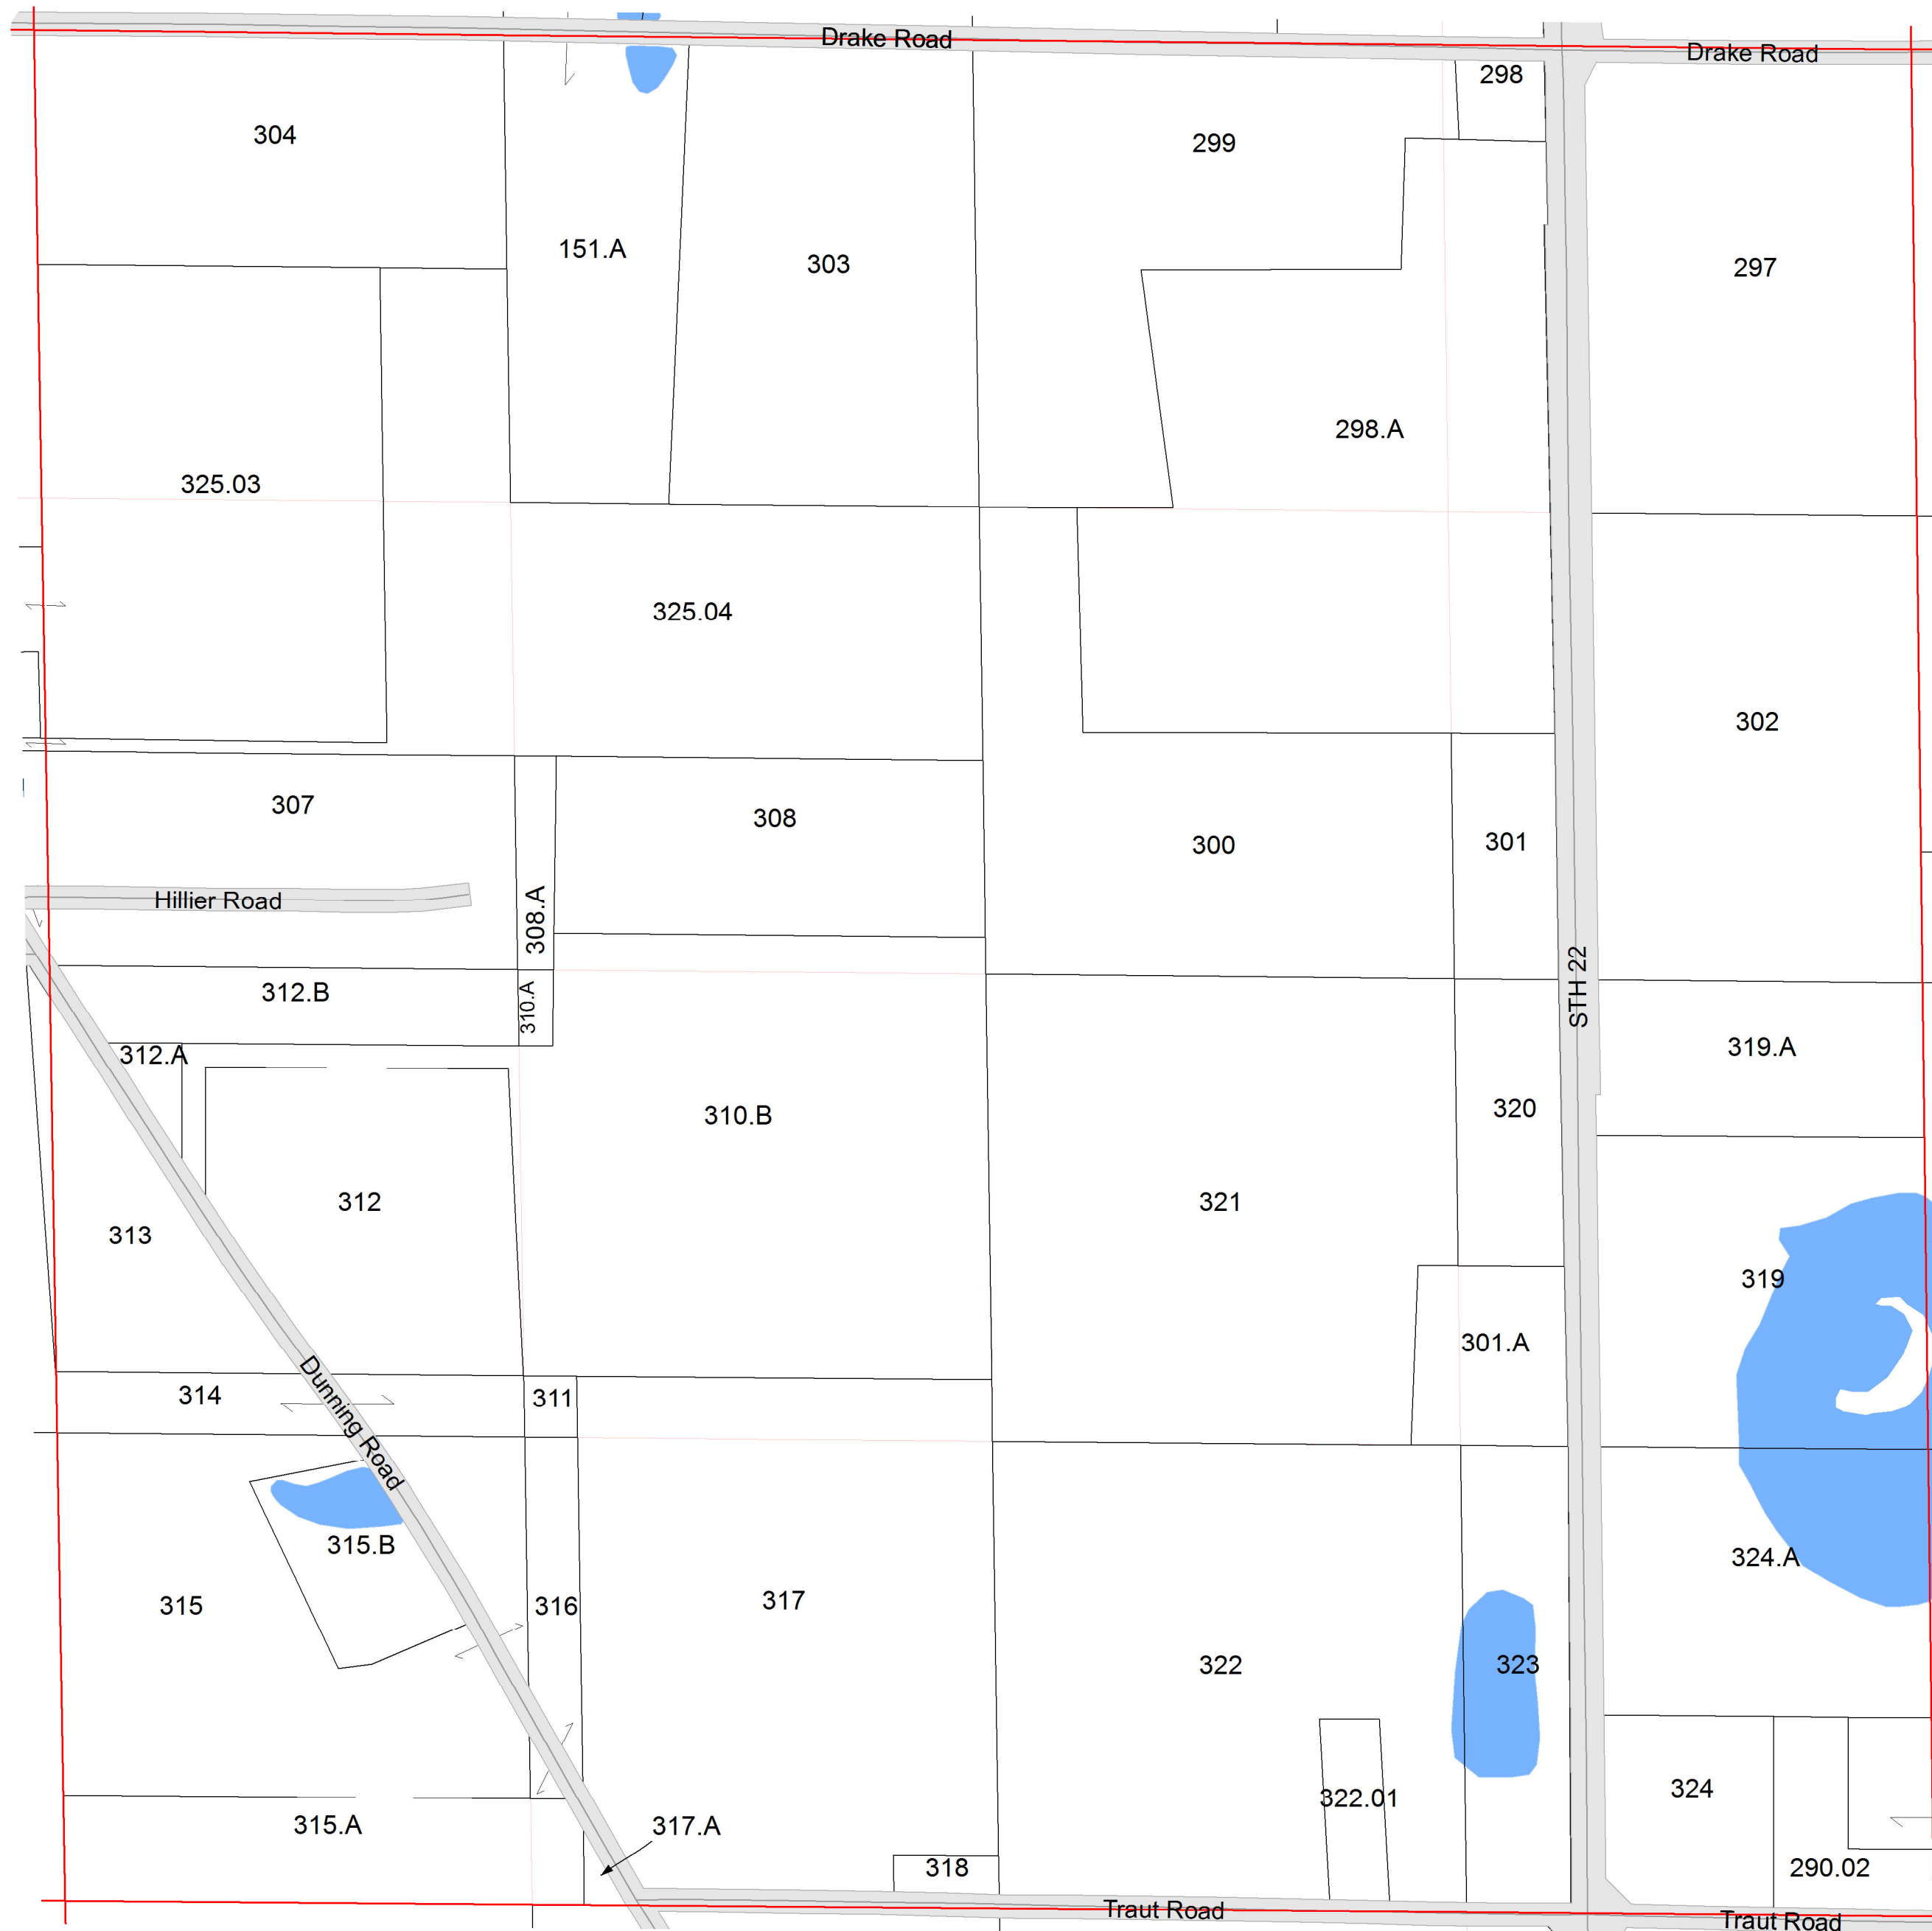 Drake Road
Drake Road
298
304
299
151.A
303
297
298.A
325.03
325.04
302
307
308
300
301
Hillier Road
308.A
STH 22
312.B
310.A
312.A
319.A
310.B
320
312
321
313
319
301.A
314
311
Dunning Road
315.B
324.A
315
316
317
322
323
322.01
324
315.A
317.A
318
290.02
Traut Road
Traut Road